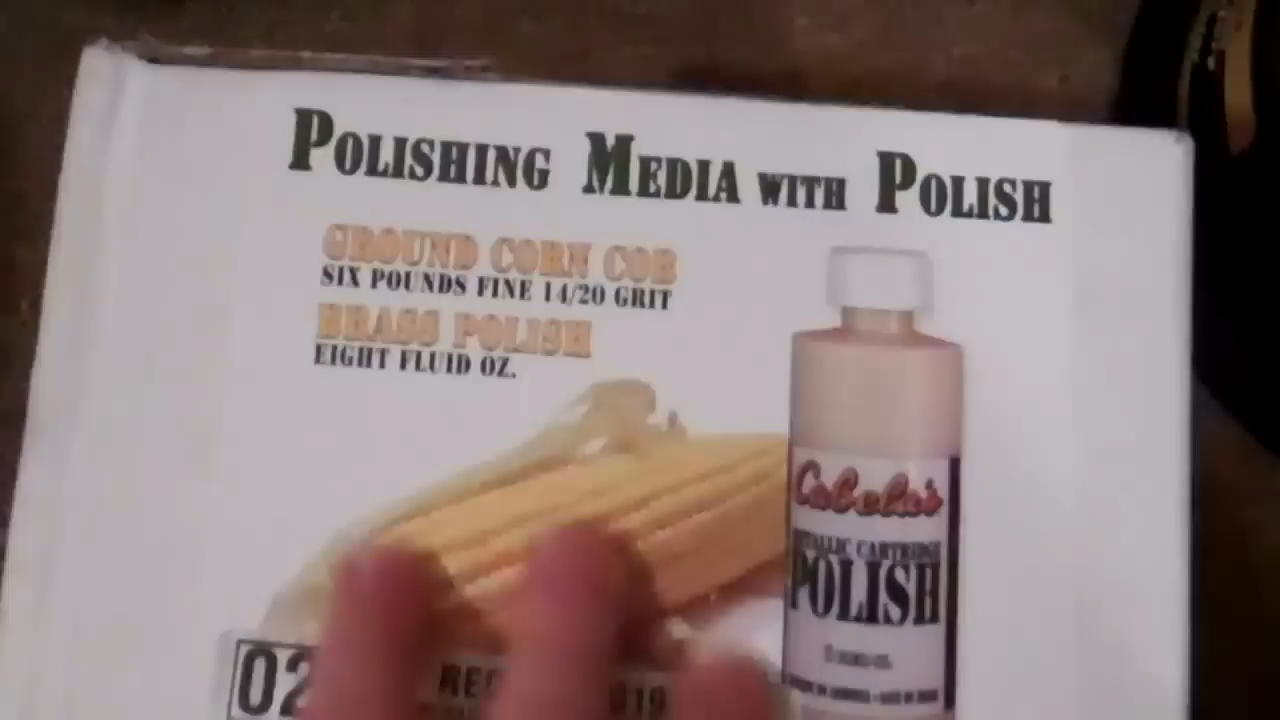 POLISHING MEDIA WITH POLISH
GROUND CORN COB
SIX POUNDS FINE 14/20 GRIT
BRASS POLISH
EIGHT FLUID OZ.
Cabela's
METALLIC CARTRIDGE
POLISH
02